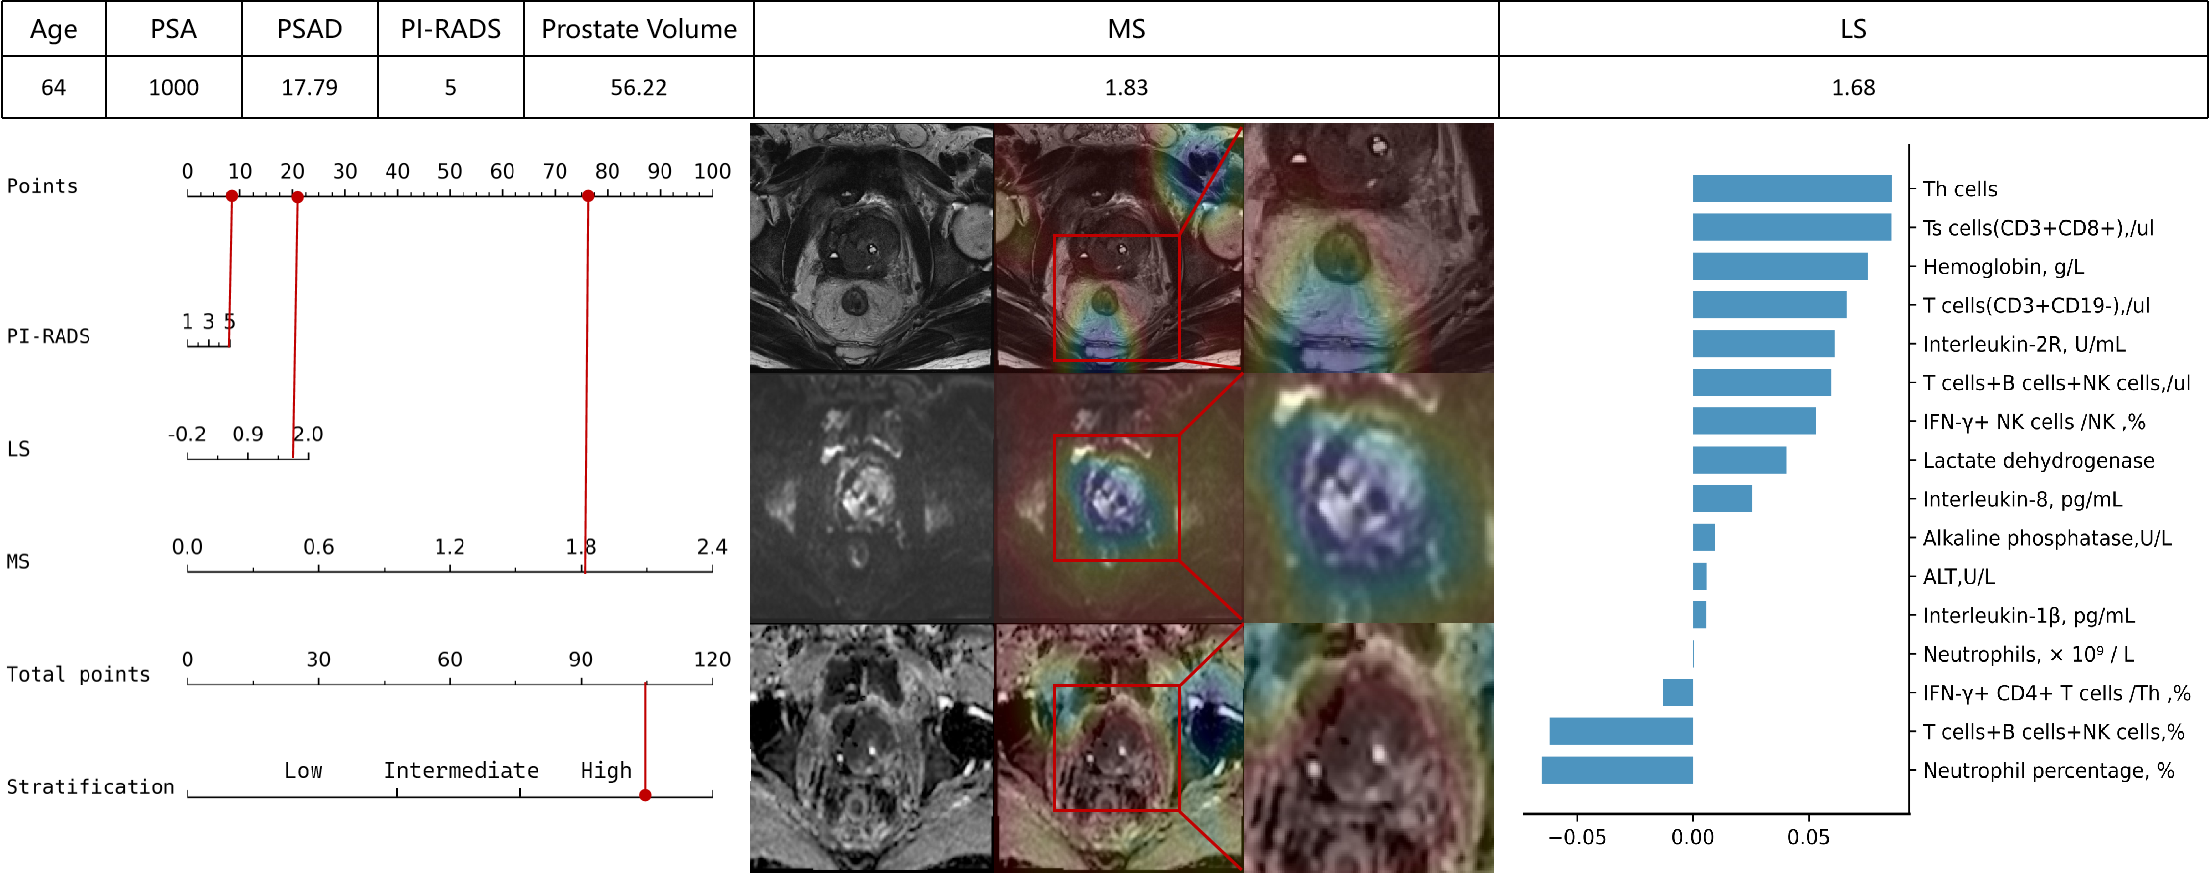 Age PSA PSAD PI-RADS Prostate Volume MS LS
64 1000 17.79 5 56.22 1.83 1.68
0 10 20 30 40 50 60 70 80 90 100
Points
1 3 5
PI-RADS
-0.2 0.9 2.0
LS
0.0 0.6 1.2 1.8 2.4
MS
0 30 60 90 120
Total points
Low Intermediate High
Stratification
Th cells
Ts cells(CD3+CD8+),/ul
Hemoglobin, g/L
T cells(CD3+CD19-),/ul
Interleukin-2R, U/mL
T cells+B cells+NK cells,/ul
IFN-γ+ NK cells /NK ,%
Lactate dehydrogenase
Interleukin-8, pg/mL
Alkaline phosphatase,U/L
ALT,U/L
Interleukin-1β, pg/mL
Neutrophils, × 10⁹ / L
IFN-γ+ CD4+ T cells /Th ,%
T cells+B cells+NK cells,%
Neutrophil percentage, %
−0.05 0.00 0.05